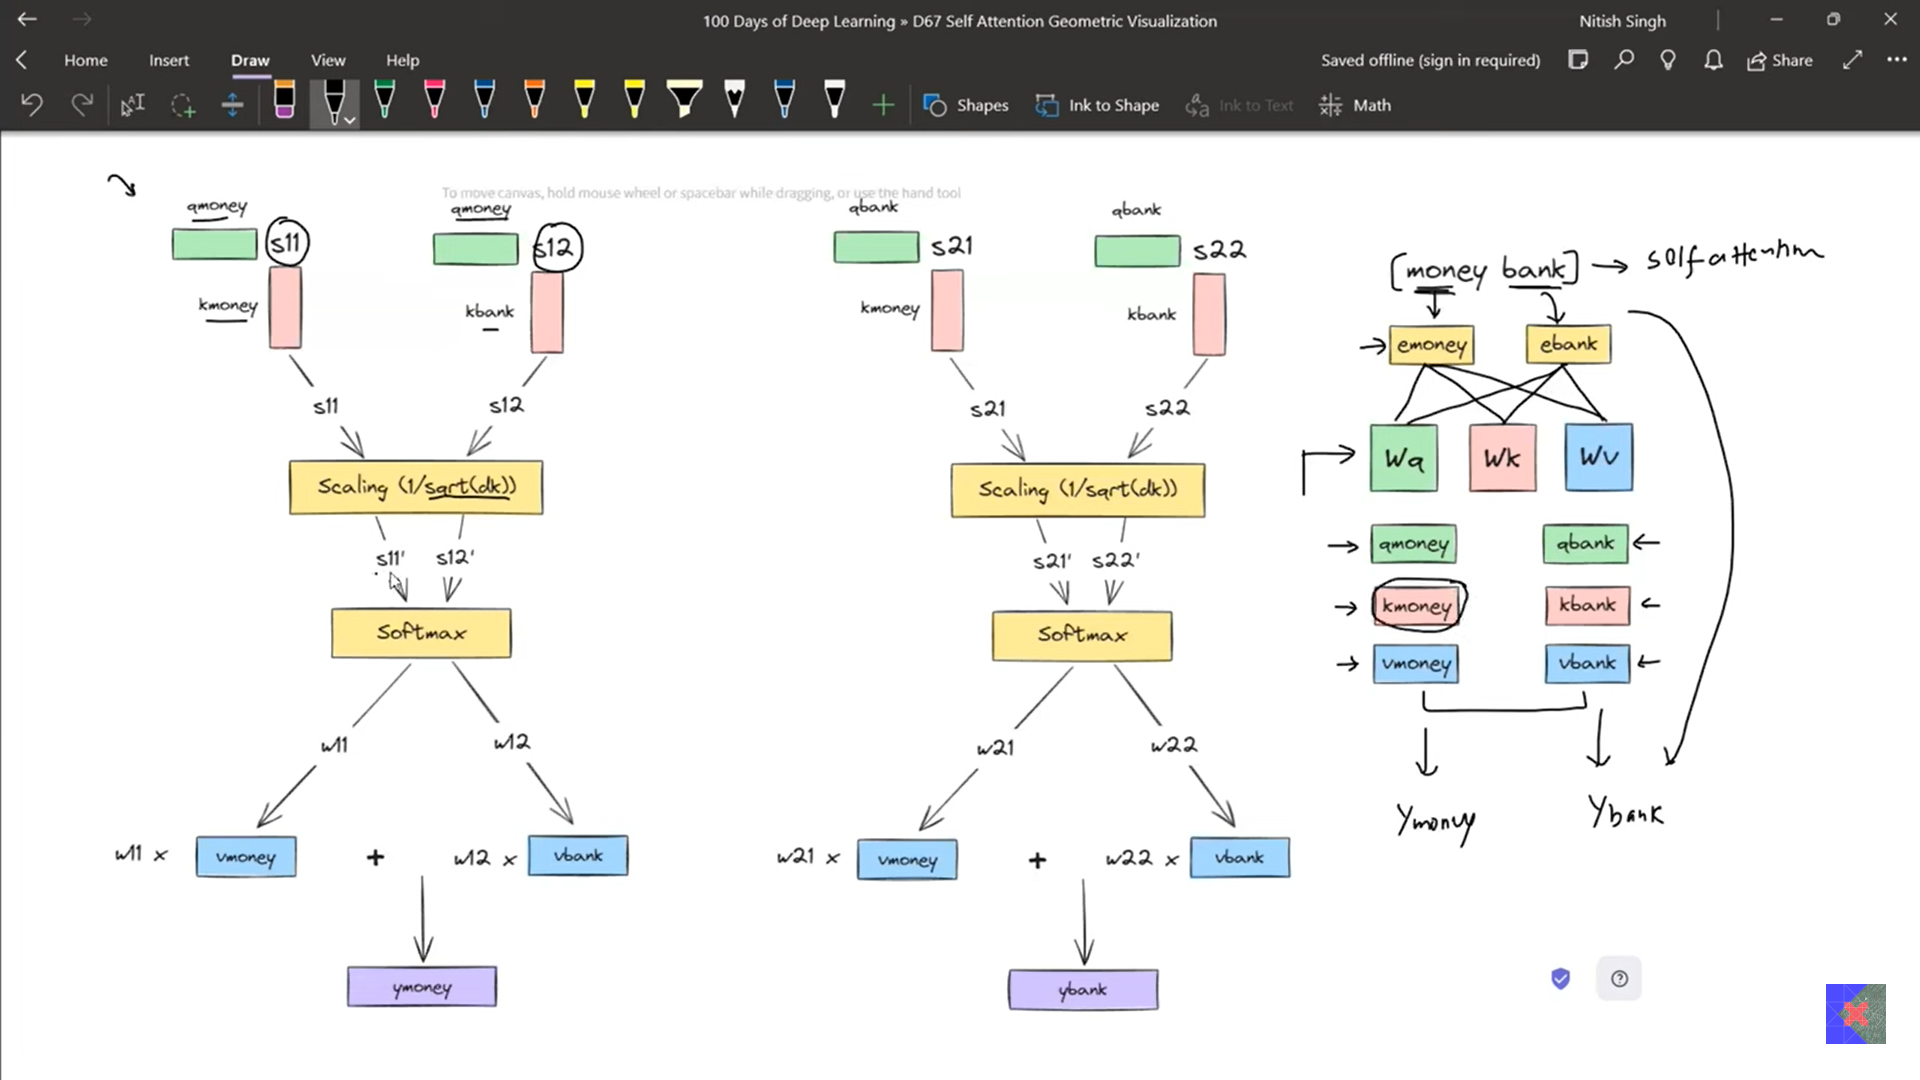 100 Days of Deep Learning » D67 Self Attention Geometric Visualization
Nitish Singh
Home Insert Draw View Help
Saved offline (sign in required)
Share
Shapes
Ink to Shape
Ink to Text
Math
To move canvas, hold mouse wheel or spacebar while dragging, or use the hand tool
qmoney
s11
kmoney
qmoney
s12
kbank
s11
s12
Scaling (1/sqrt(dk))
s11'
s12'
Softmax
w11
w12
w11 x
vmoney
+
w12 x
vbank
ymoney
qbank
s21
kmoney
qbank
s22
kbank
s21
s22
Scaling (1/sqrt(dk))
s21'
s22'
Softmax
w21
w22
w21 x
vmoney
+
w22 x
vbank
ybank
[money bank] → self attention
emoney
ebank
Wq
Wk
Wv
qmoney
qbank
kmoney
kbank
vmoney
vbank
Ymoney
Ybank